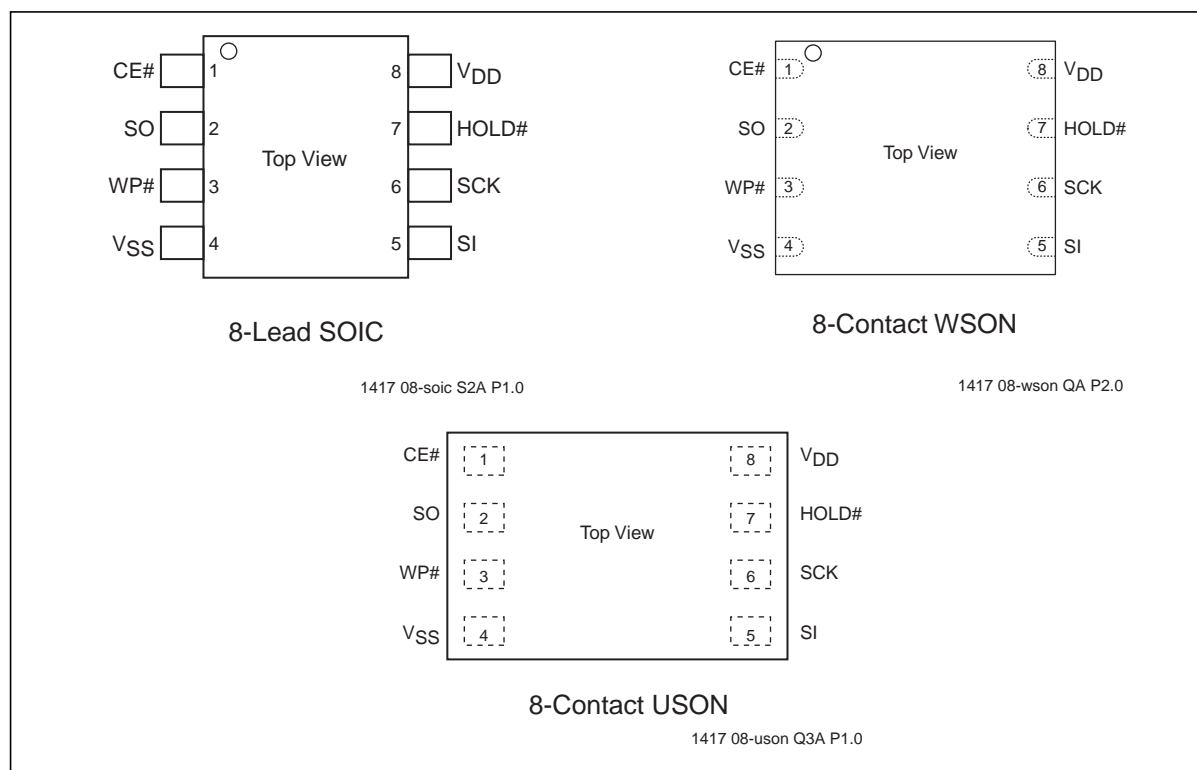 CE# 1 8 VDD
SO 2 7 HOLD#
Top View
WP# 3 6 SCK
VSS 4 5 SI
8-Lead SOIC
1417 08-soic S2A P1.0
CE# 1 8 VDD
SO 2 7 HOLD#
Top View
WP# 3 6 SCK
VSS 4 5 SI
8-Contact WSON
1417 08-wson QA P2.0
CE# 1 8 VDD
SO 2 7 HOLD#
Top View
WP# 3 6 SCK
VSS 4 5 SI
8-Contact USON
1417 08-uson Q3A P1.0